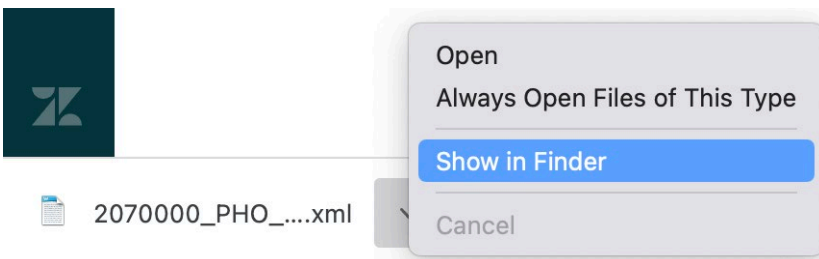 Open
Always Open Files of This Type
Show in Finder
Cancel
2070000_PHO_....xml